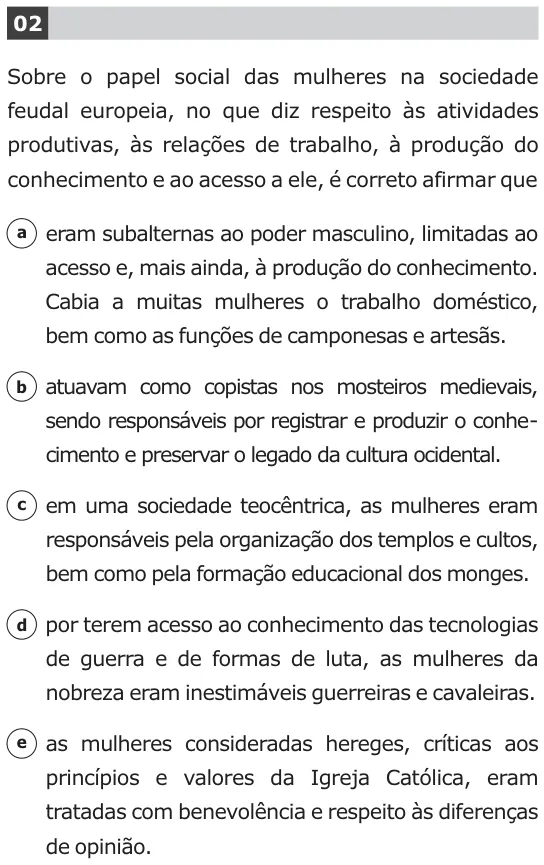 02
Sobre o papel social das mulheres na sociedade
feudal europeia, no que diz respeito às atividades
produtivas, às relações de trabalho, à produção do
conhecimento e ao acesso a ele, é correto afirmar que
a eram subalternas ao poder masculino, limitadas ao
acesso e, mais ainda, à produção do conhecimento.
Cabia a muitas mulheres o trabalho doméstico,
bem como as funções de camponesas e artesãs.
b atuavam como copistas nos mosteiros medievais,
sendo responsáveis por registrar e produzir o conhe-
cimento e preservar o legado da cultura ocidental.
c em uma sociedade teocêntrica, as mulheres eram
responsáveis pela organização dos templos e cultos,
bem como pela formação educacional dos monges.
d por terem acesso ao conhecimento das tecnologias
de guerra e de formas de luta, as mulheres da
nobreza eram inestimáveis guerreiras e cavaleiras.
e as mulheres consideradas hereges, críticas aos
princípios e valores da Igreja Católica, eram
tratadas com benevolência e respeito às diferenças
de opinião.